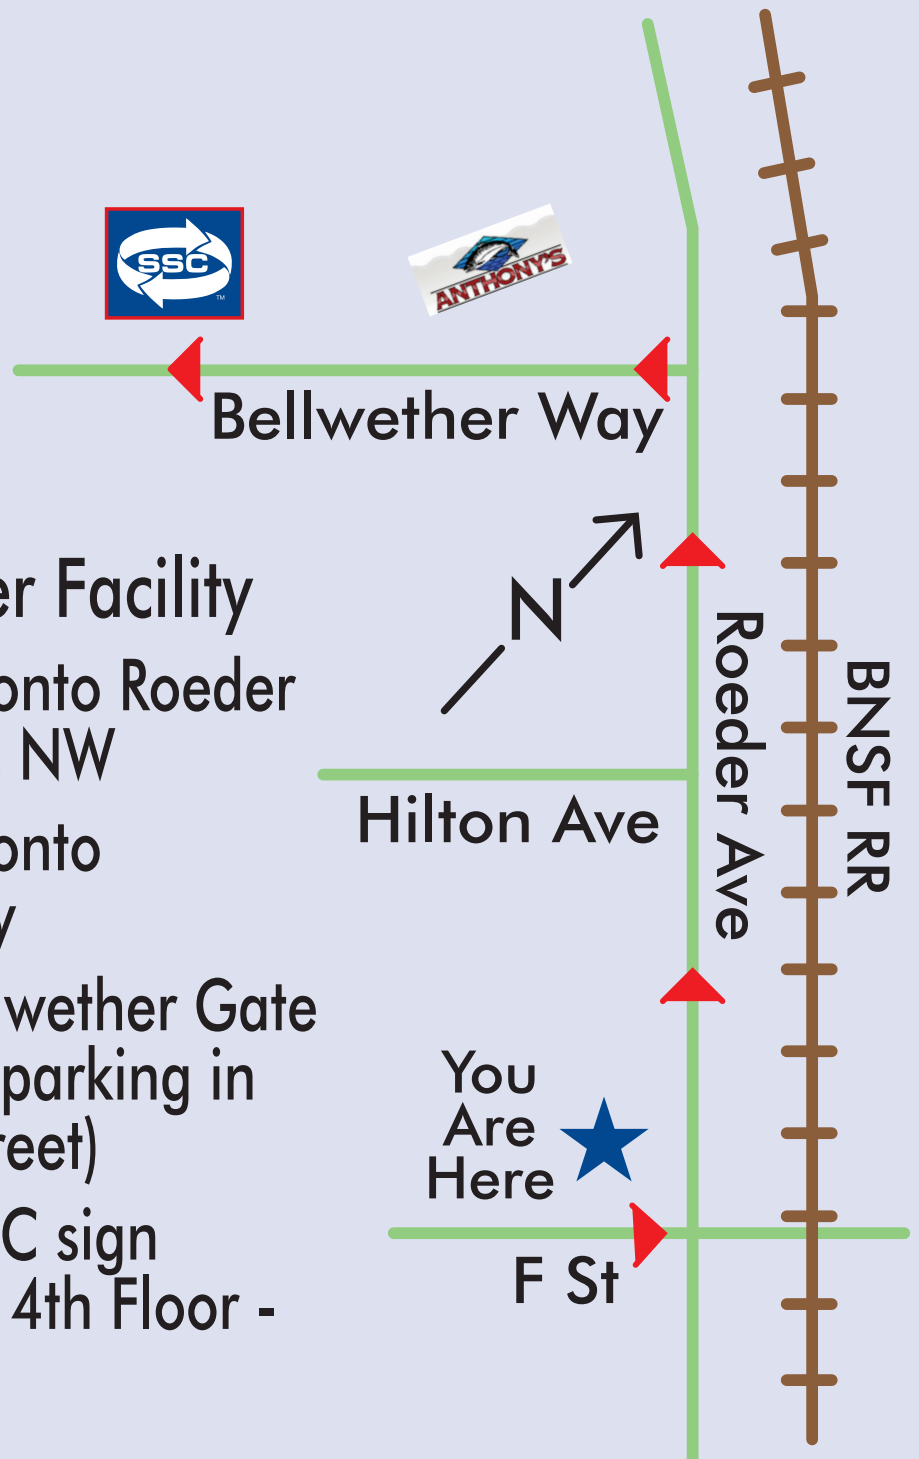 SSC
TM
ANTHONY'S
Bellwether Way
N
Roeder Ave
BNSF RR
Hilton Ave
You
Are
Here
F St
er Facility
onto Roeder
NW
onto
y
wether Gate
parking in
reet)
C sign
4th Floor -